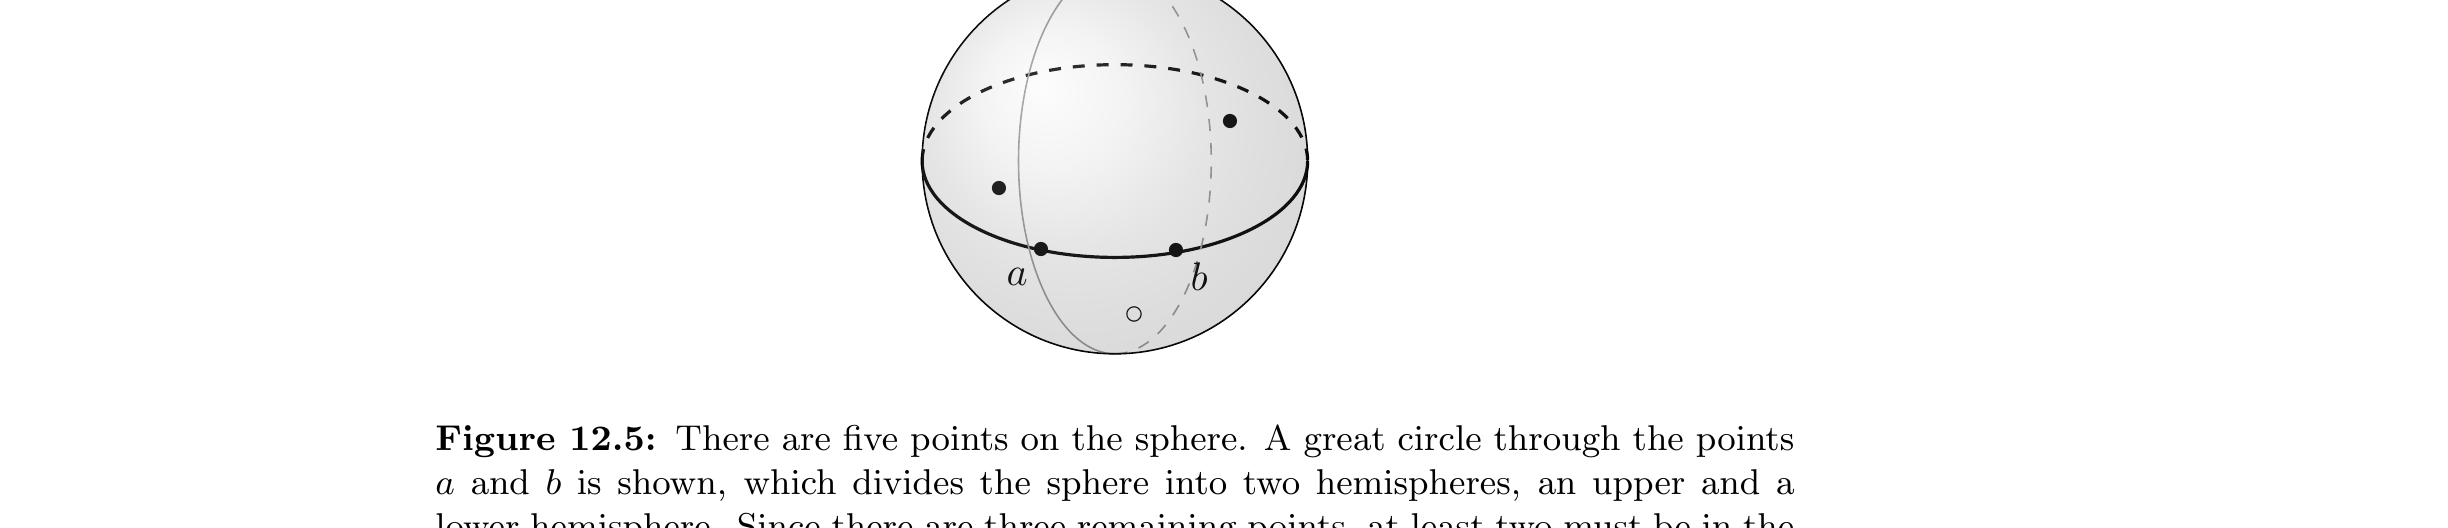 a
b
Figure 12.5: There are five points on the sphere. A great circle through the points
a and b is shown, which divides the sphere into two hemispheres, an upper and a
lower hemisphere. Since there are three remaining points, at least two must be in the